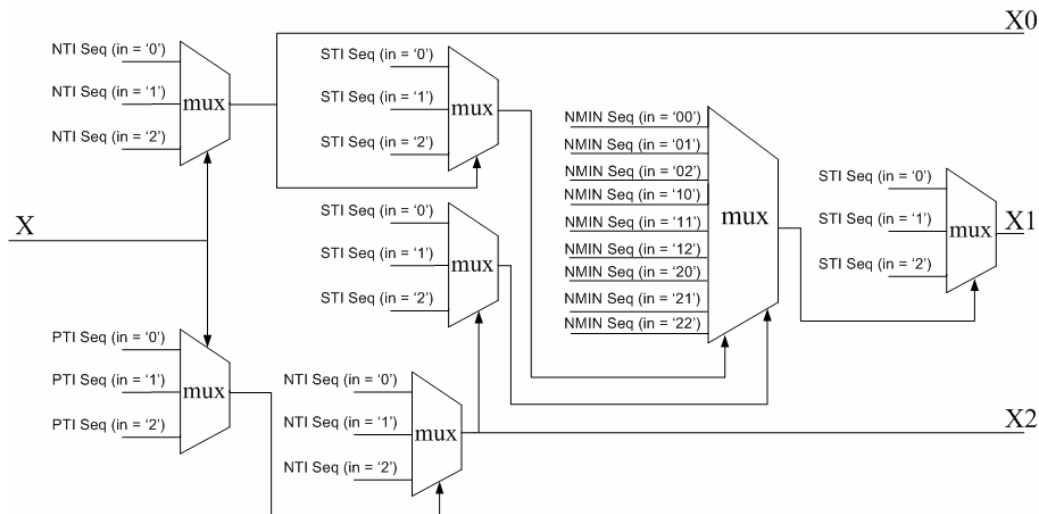 X0
NTI Seq (in = ‘0’)
NTI Seq (in = ‘1’)
NTI Seq (in = ‘2’)
mux
STI Seq (in = ‘0’)
STI Seq (in = ‘1’)
STI Seq (in = ‘2’)
mux
NMIN Seq (in = ‘00’)
NMIN Seq (in = ‘01’)
NMIN Seq (in = ‘02’)
NMIN Seq (in = ‘10’)
NMIN Seq (in = ‘11’)
NMIN Seq (in = ‘12’)
NMIN Seq (in = ‘20’)
NMIN Seq (in = ‘21’)
NMIN Seq (in = ‘22’)
mux
STI Seq (in = ‘0’)
STI Seq (in = ‘1’)
STI Seq (in = ‘2’)
mux
X1
X
STI Seq (in = ‘0’)
STI Seq (in = ‘1’)
STI Seq (in = ‘2’)
mux
PTI Seq (in = ‘0’)
PTI Seq (in = ‘1’)
PTI Seq (in = ‘2’)
mux
NTI Seq (in = ‘0’)
NTI Seq (in = ‘1’)
NTI Seq (in = ‘2’)
mux
X2